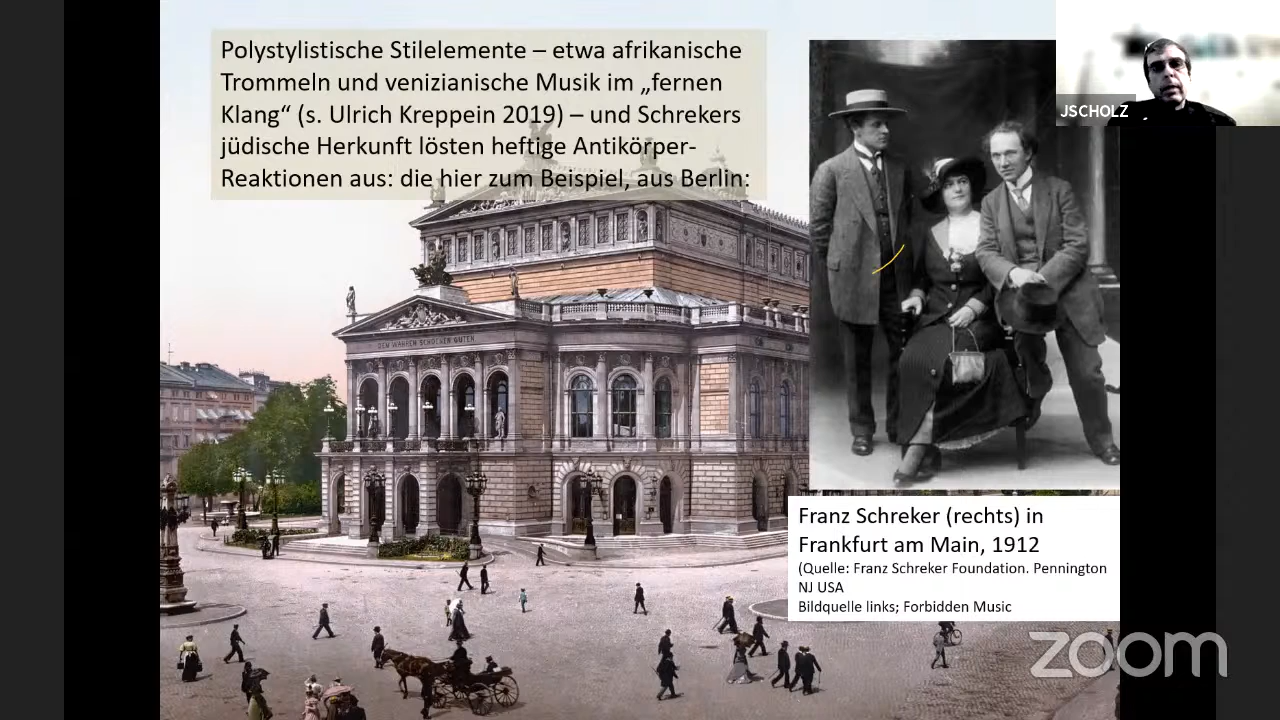 Polystylistische Stilelemente – etwa afrikanische
Trommeln und venizianische Musik im „fernen
Klang“ (s. Ulrich Kreppein 2019) – und Schrekers
jüdische Herkunft lösten heftige Antikörper-
Reaktionen aus: die hier zum Beispiel, aus Berlin:
JSCHOLZ
DEM WAHREN SCHOENEN GUTEN
Franz Schreker (rechts) in
Frankfurt am Main, 1912
(Quelle: Franz Schreker Foundation. Pennington
NJ USA
Bildquelle links; Forbidden Music
zoom